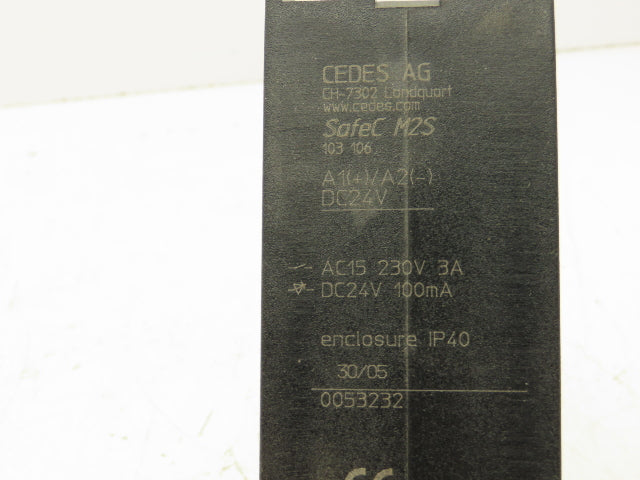 CEDES AG
CH-7302 Landquart
www.cedes.com
SafeC M2S
103 106
A1(+)/A2(-)
DC24V
AC15 230V 3A
DC24V 100mA
enclosure IP40
30/05
0053232
CE